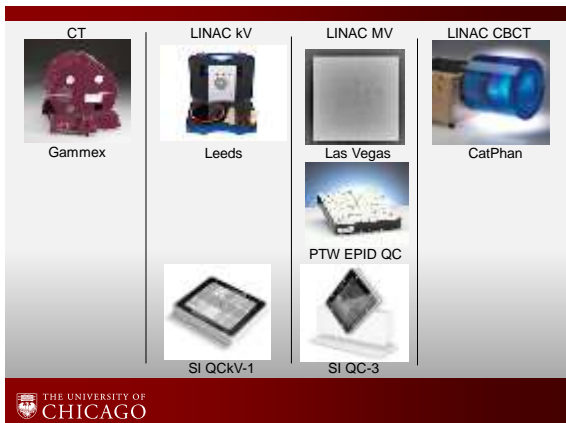 CT
LINAC kV
LINAC MV
LINAC CBCT
Gammex
Leeds
Las Vegas
CatPhan
PTW EPID QC
SI QCkV-1
SI QC-3
THE UNIVERSITY OF
CHICAGO